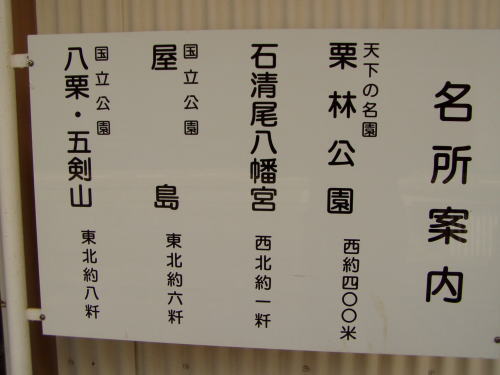 名所案内
天下の名園
栗林公園
西約四〇〇米
石清尾八幡宮
西北約一粁
国立公園
屋島
東北約六粁
国立公園
八栗・五剣山
東北約八粁